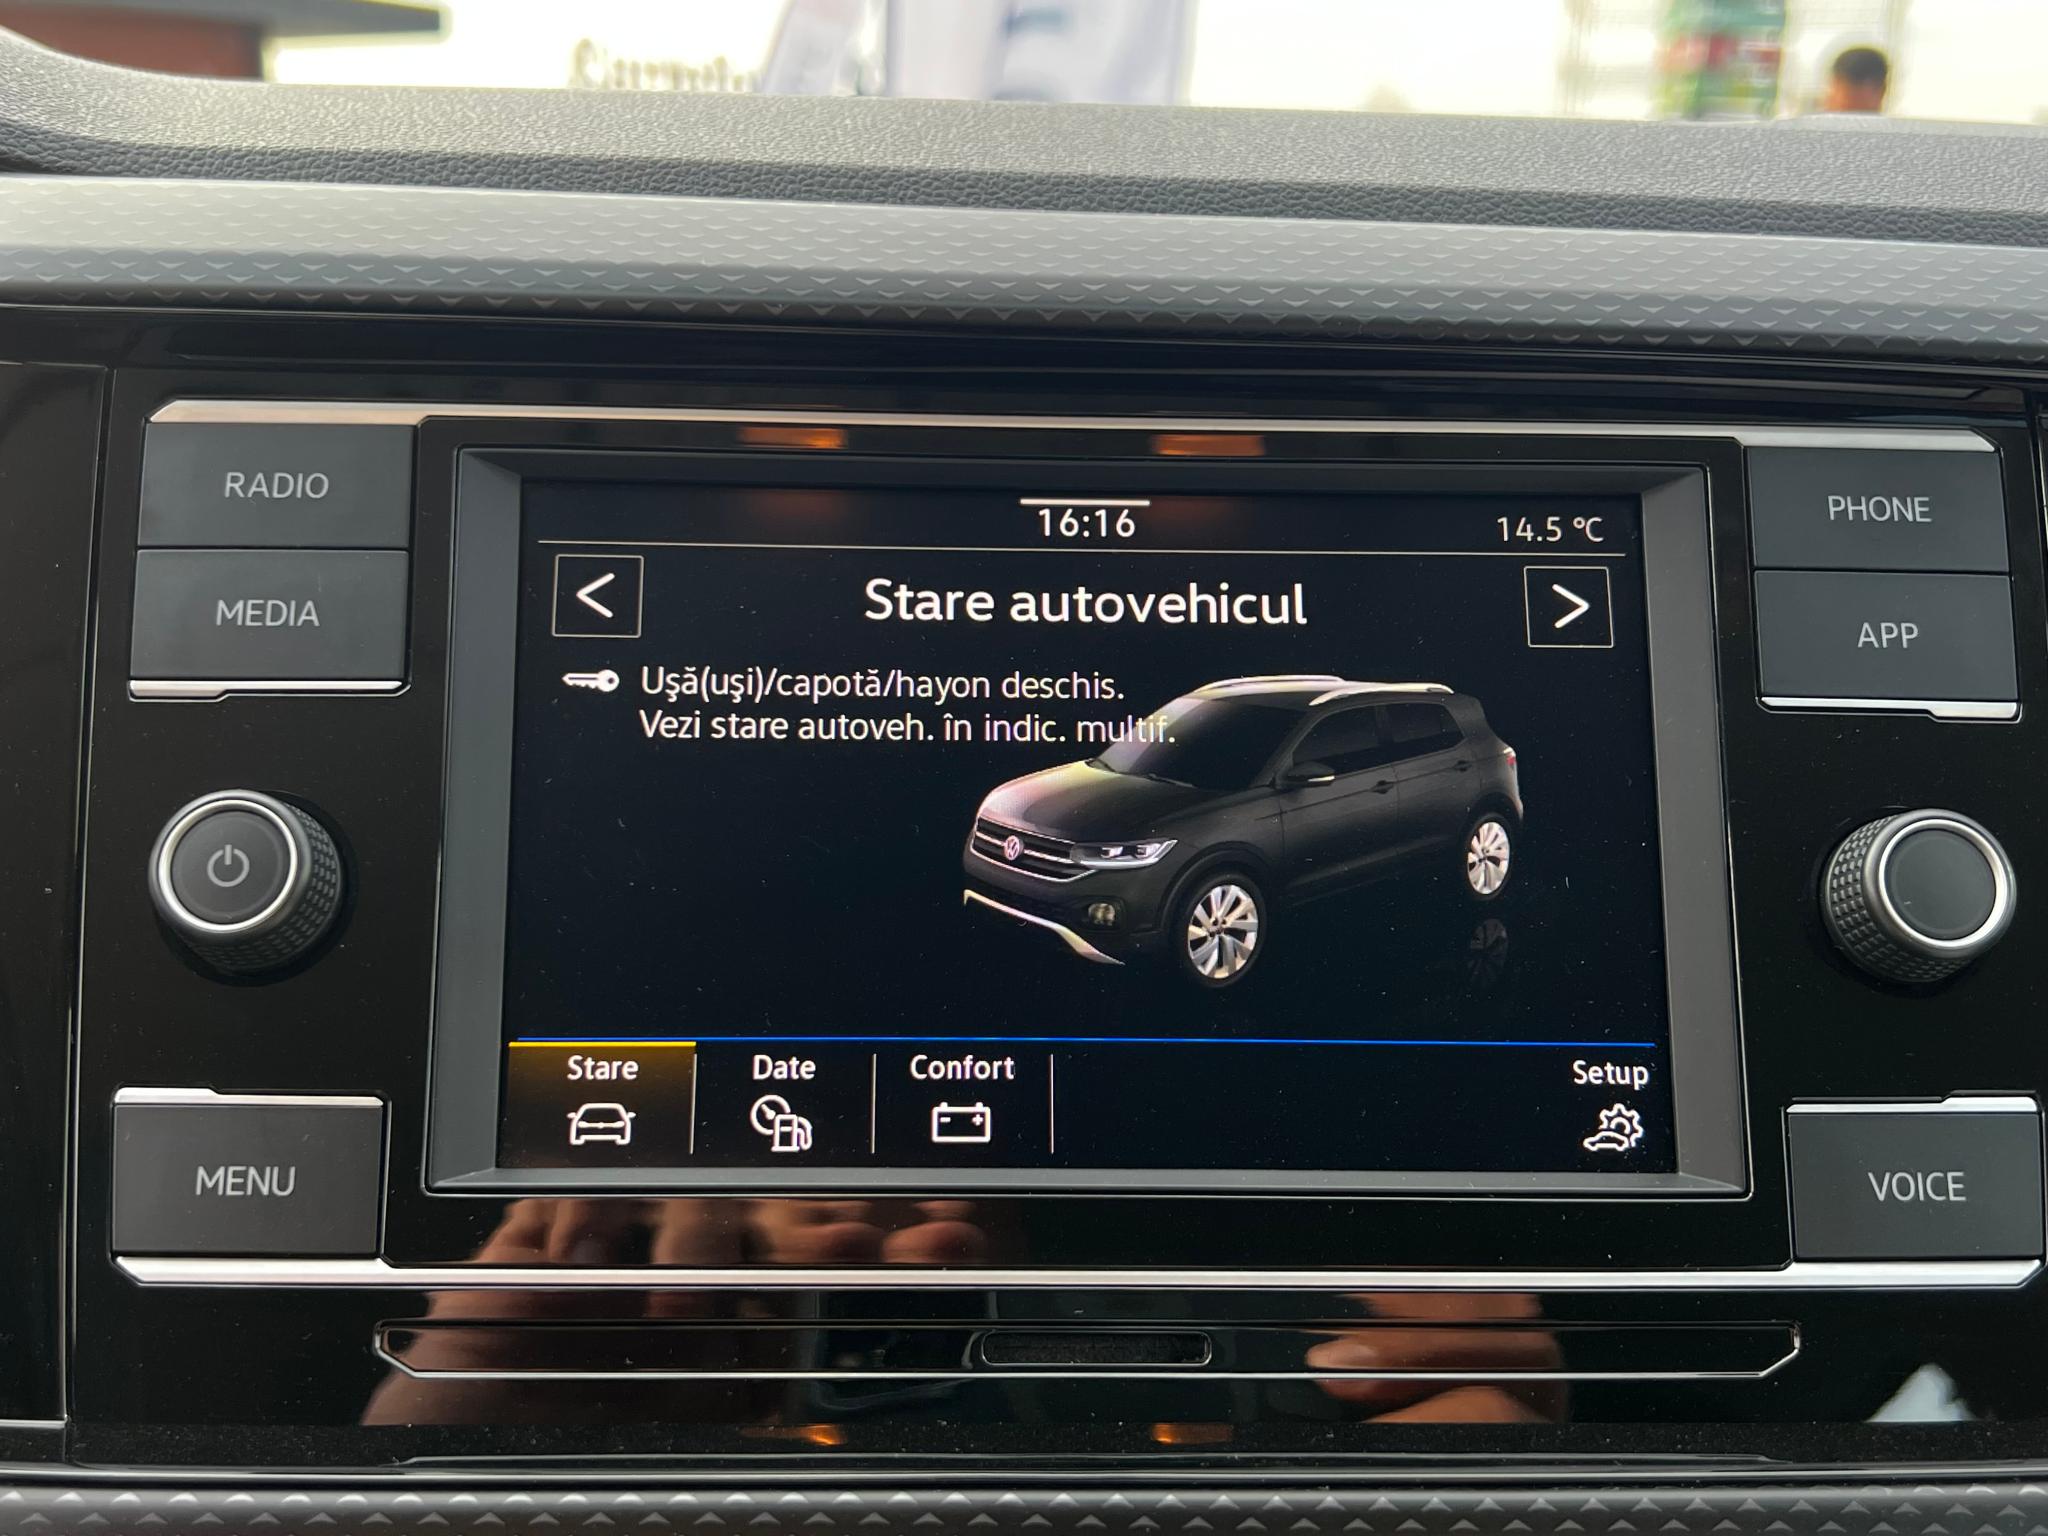 RADIO
MEDIA
MENU
16:16
14.5 °C
<
Stare autovehicul
>
Uşă(uşi)/capotă/hayon deschis.
Vezi stare autoveh. în indic. multif.
Stare
Date
Confort
Setup
PHONE
APP
VOICE